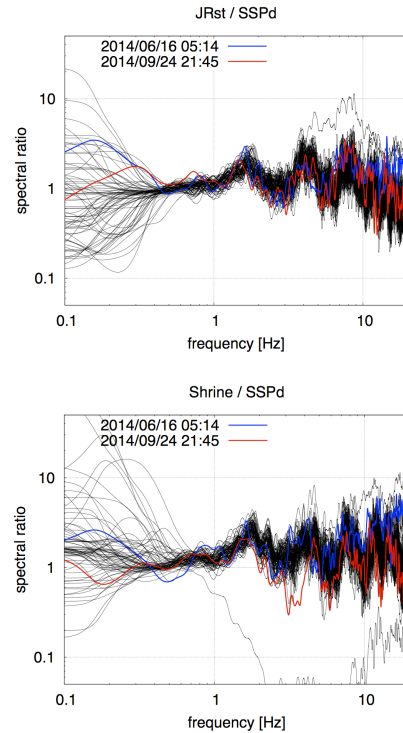 JRst / SSPd
2014/06/16 05:14
2014/09/24 21:45
10
1
0.1
spectral ratio
0.1
1
10
frequency [Hz]
Shrine / SSPd
2014/06/16 05:14
2014/09/24 21:45
10
1
0.1
spectral ratio
0.1
1
10
frequency [Hz]